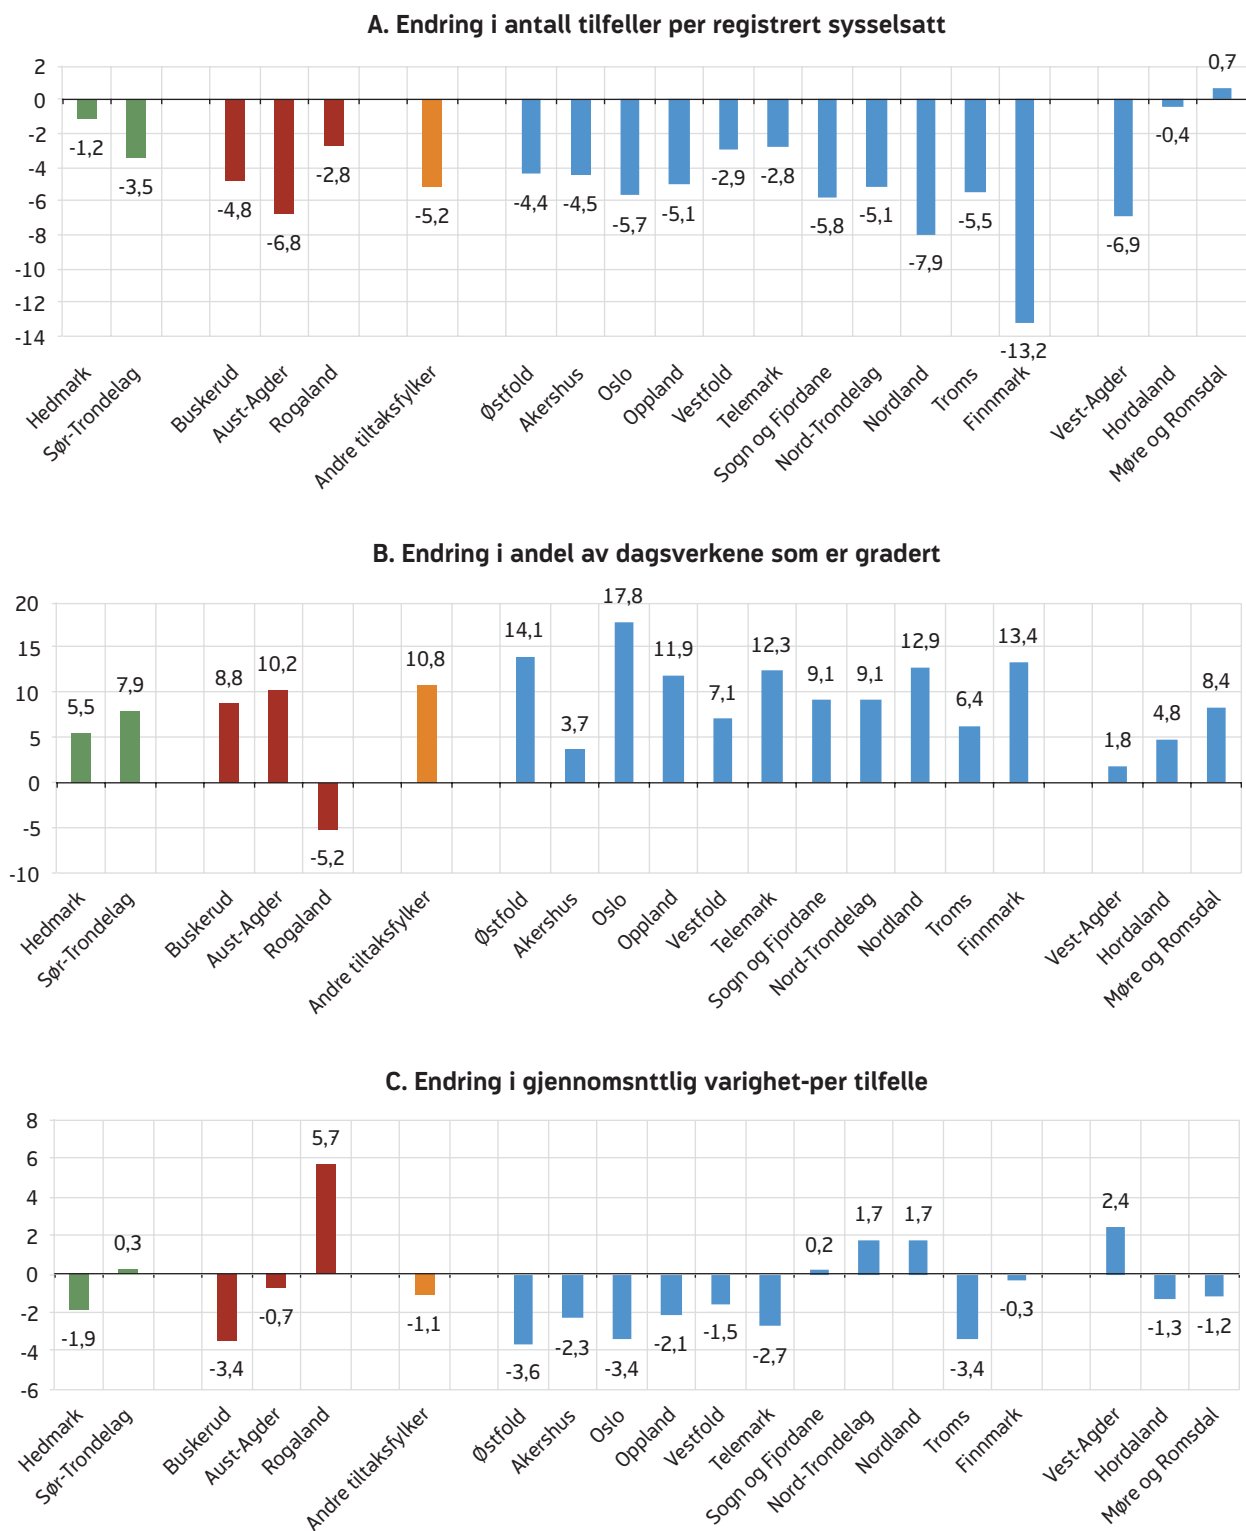 A. Endring i antall tilfeller per registrert sysselsatt
2
0
-2
-4
-6
-8
-10
-12
-14
-1,2
-3,5
-4,8
-6,8
-2,8
-5,2
-4,4
-4,5
-5,7
-5,1
-2,9
-2,8
-5,8
-5,1
-7,9
-5,5
-13,2
-6,9
-0,4
0,7
Hedmark
Sør-Trondelag
Buskerud
Aust-Agder
Rogaland
Andre tiltaksfylker
Østfold
Akershus
Oslo
Oppland
Vestfold
Telemark
Sogn og Fjordane
Nord-Trondelag
Nordland
Troms
Finnmark
Vest-Agder
Hordaland
Møre og Romsdal
B. Endring i andel av dagsverkene som er gradert
20
15
10
5
0
-5
-10
5,5
7,9
8,8
10,2
-5,2
10,8
14,1
3,7
17,8
11,9
7,1
12,3
9,1
9,1
12,9
6,4
13,4
1,8
4,8
8,4
Hedmark
Sør-Trondelag
Buskerud
Aust-Agder
Rogaland
Andre tiltaksfylker
Østfold
Akershus
Oslo
Oppland
Vestfold
Telemark
Sogn og Fjordane
Nord-Trondelag
Nordland
Troms
Finnmark
Vest-Agder
Hordaland
Møre og Romsdal
C. Endring i gjennomsnttlig varighet-per tilfelle
8
6
4
2
0
-2
-4
-6
-1,9
0,3
-3,4
-0,7
5,7
-1,1
-3,6
-2,3
-3,4
-2,1
-1,5
-2,7
0,2
1,7
1,7
-3,4
-0,3
2,4
-1,3
-1,2
Hedmark
Sør-Trondelag
Buskerud
Aust-Agder
Rogaland
Andre tiltaksfylker
Østfold
Akershus
Oslo
Oppland
Vestfold
Telemark
Sogn og Fjordane
Nord-Trondelag
Nordland
Troms
Finnmark
Vest-Agder
Hordaland
Møre og Romsdal